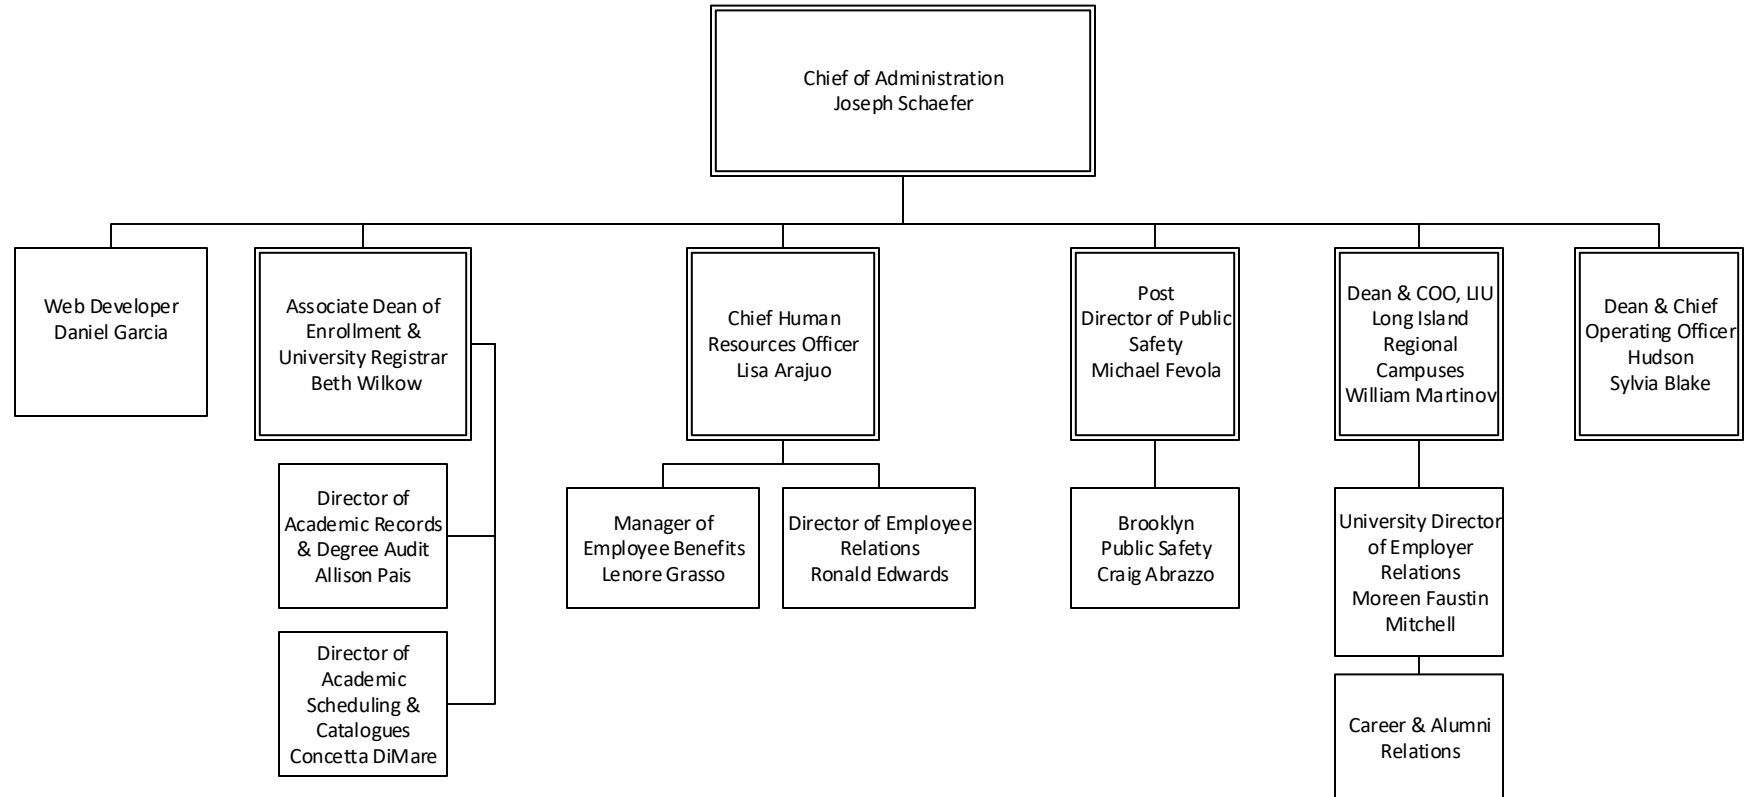 Chief of Administration
Joseph Schaefer
Web Developer
Daniel Garcia
Associate Dean of
Enrollment &
University Registrar
Beth Wilkow
Chief Human
Resources Officer
Lisa Arajuo
Post
Director of Public
Safety
Michael Fevola
Dean & COO, LIU
Long Island
Regional
Campuses
William Martinov
Dean & Chief
Operating Officer
Hudson
Sylvia Blake
Director of
Academic Records
& Degree Audit
Allison Pais
Director of
Academic
Scheduling &
Catalogues
Concetta DiMare
Manager of
Employee Benefits
Lenore Grasso
Director of Employee
Relations
Ronald Edwards
Brooklyn
Public Safety
Craig Abrazzo
University Director
of Employer
Relations
Moreen Faustin
Mitchell
Career & Alumni
Relations